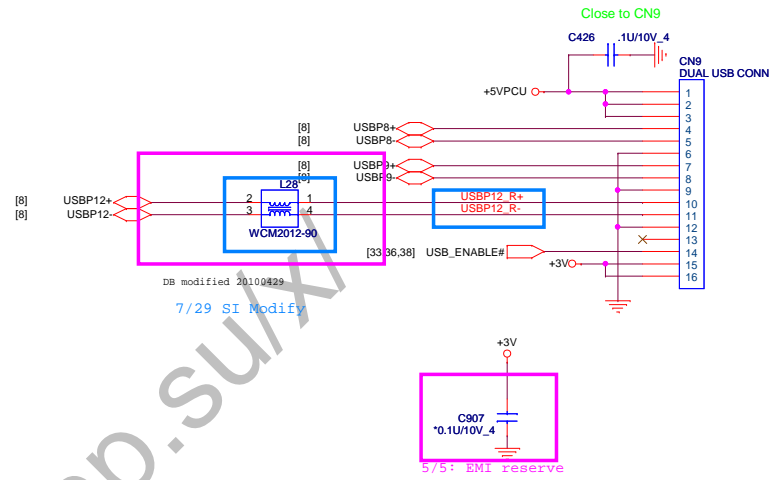 Close to CN9
C426 .1U/10V_4
CN9
DUAL USB CONN
+5VPCU
1
2
3
[8] USBP8+ 4
[8] USBP8- 5
6
[8] USBP9+ 7
[8] USBP9- 8
9
[8] USBP12+ 2 L28 1 USBP12_R+ 10
[8] USBP12- 3 4 USBP12_R- 11
WCM2012-90
12
13
[33,36,38] USB_ENABLE# 14
+3V 15
16
DB modified 20100429
7/29 SI Modify
+3V
C907
*0.1U/10V_4
5/5: EMI reserve